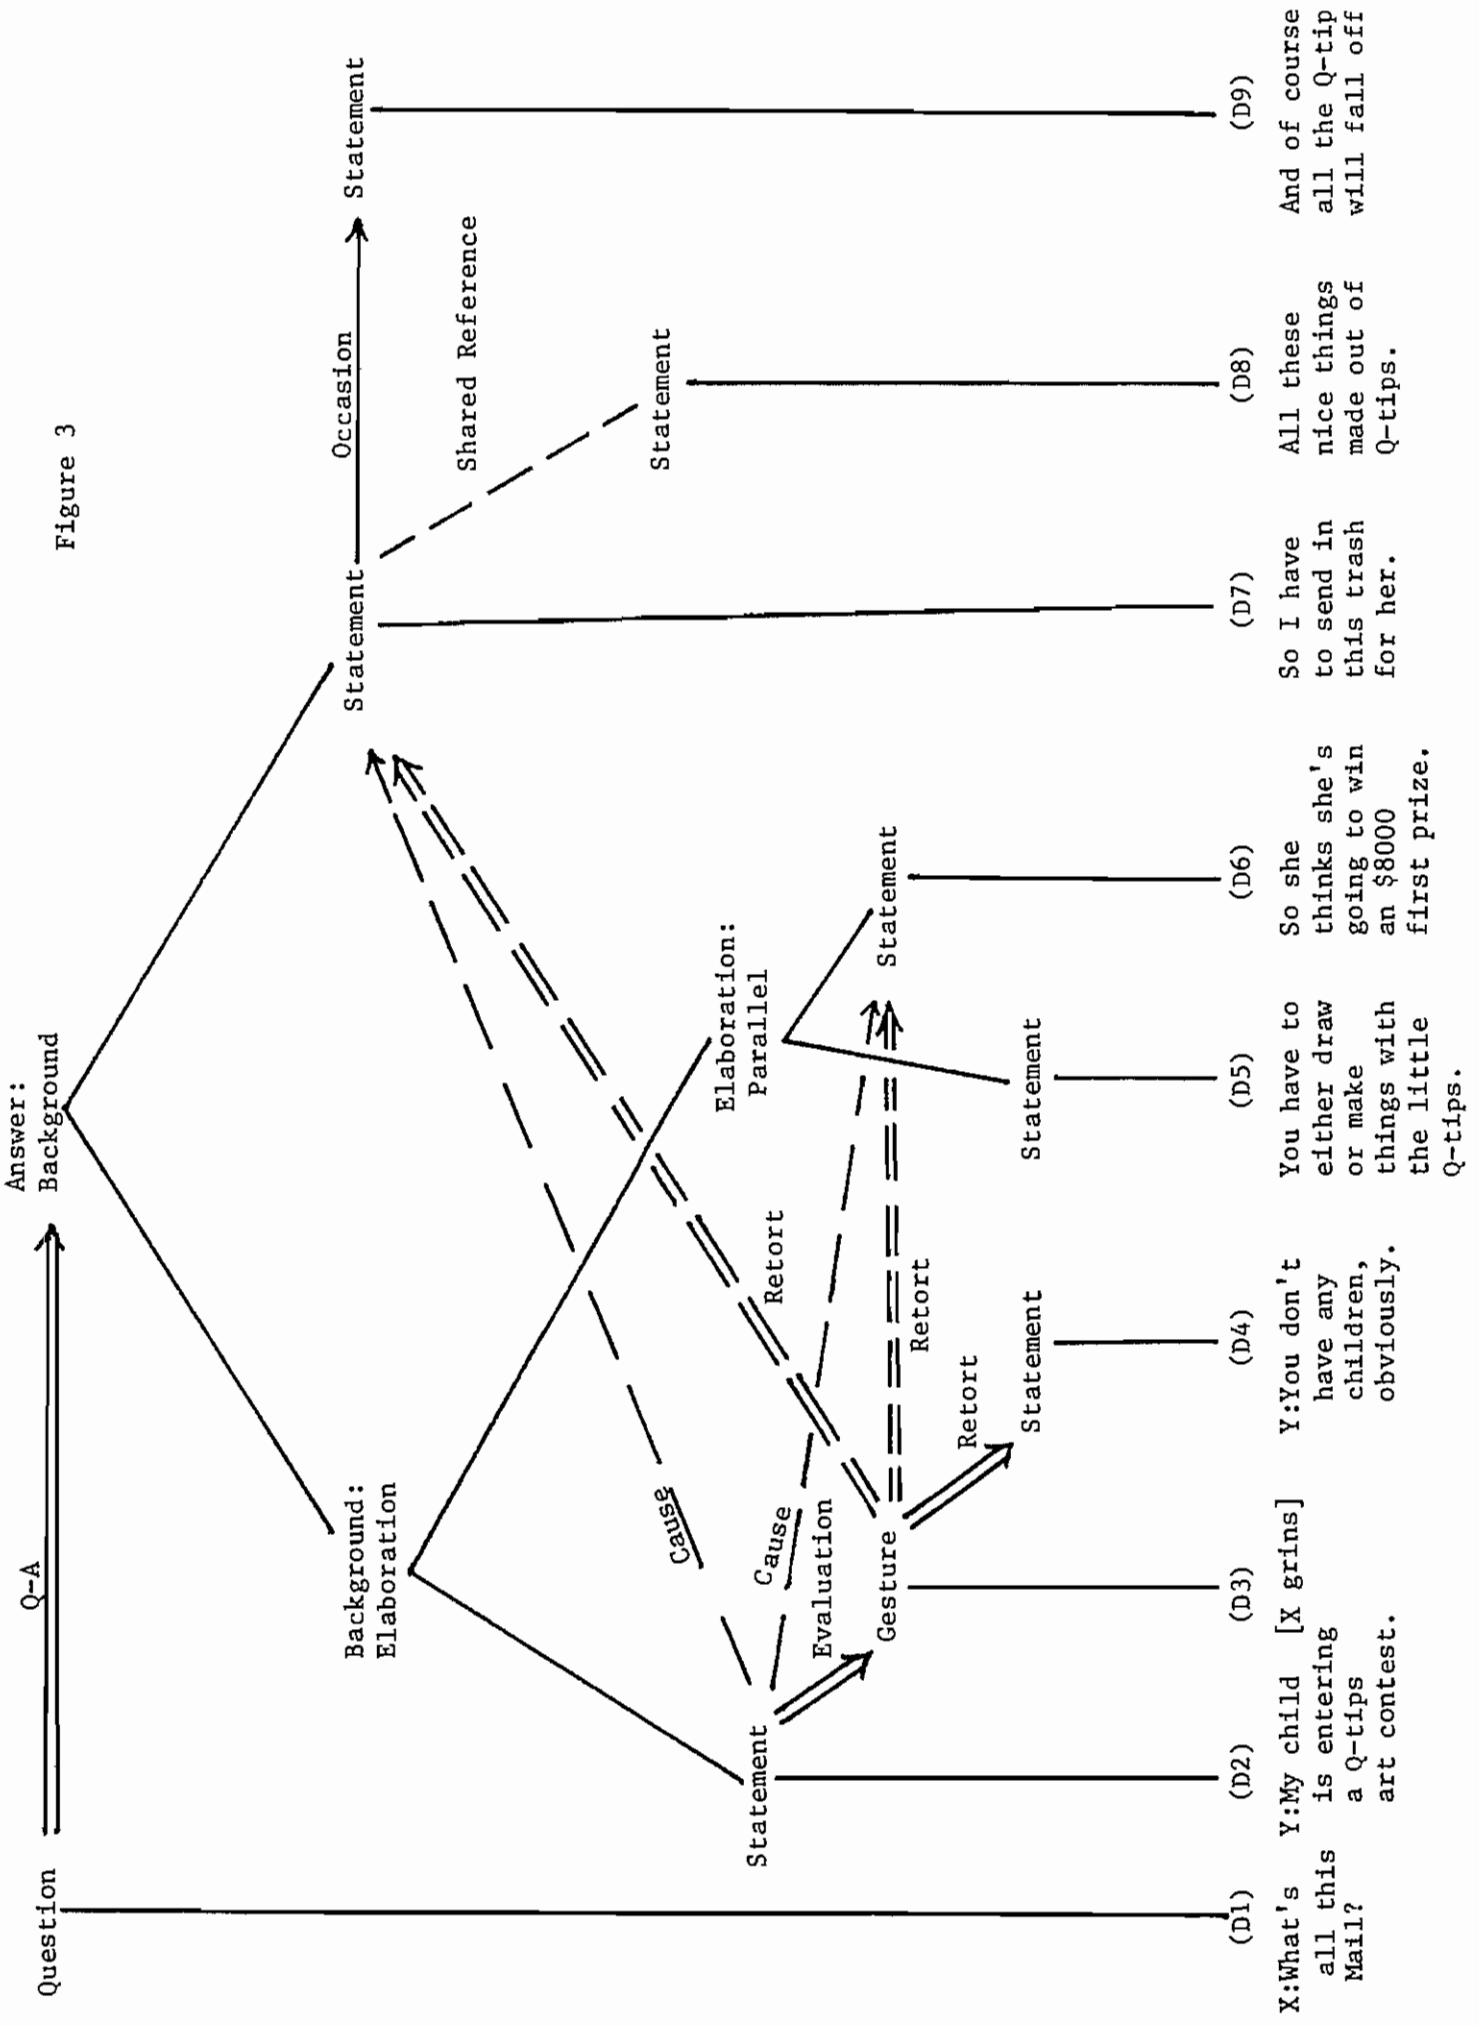 Figure 3
Question
Q-A
Answer:
Background
Background:
Elaboration
Statement
Occasion
Statement
Shared Reference
Statement
Elaboration:
Parallel
Cause
Retort
Statement
Cause
Evaluation
Gesture
Retort
Statement
Retort
Statement
Statement
(D1)
X:What's
all this
Mail?
(D2)
Y:My child
is entering
a Q-tips
art contest.
(D3)
[X grins]
(D4)
Y:You don't
have any
children,
obviously.
(D5)
You have to
either draw
or make
things with
the little
Q-tips.
(D6)
So she
thinks she's
going to win
an $8000
first prize.
(D7)
So I have
to send in
this trash
for her.
(D8)
All these
nice things
made out of
Q-tips.
(D9)
And of course
all the Q-tip
will fall off